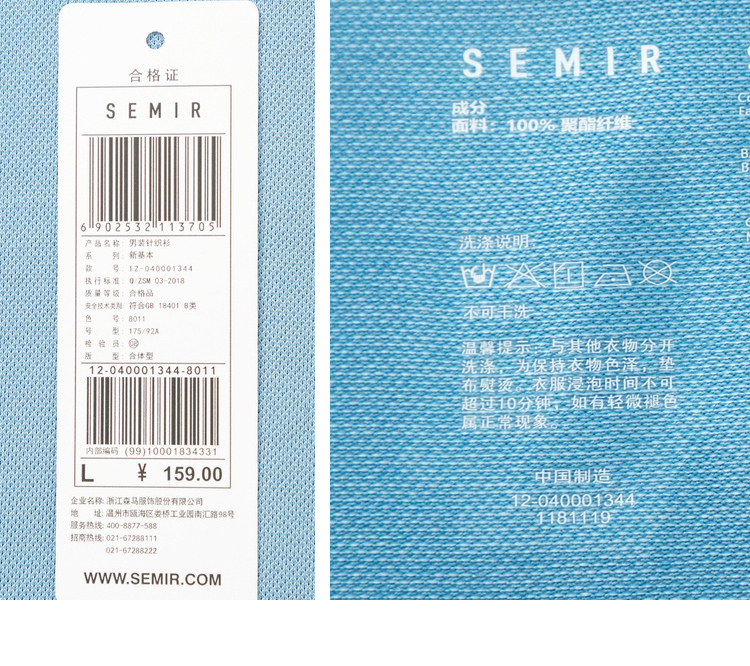 合格证
SEMIR
6 902532 113705
产品名称: 男装针织衫
系 列: 新基本
款 号: 12-040001344
执行标准: Q/ZSM 03-2018
质量等级: 合格品
安全技术类别: 符合GB 18401 B类
色 号: 8011
号 型: 175/92A
检 验 员: 08
版 型: 合体型
12-040001344-8011
内部编码 (99)10001834331
L ¥ 159.00
企业名称: 浙江森马服饰股份有限公司
地 址: 温州市瓯海区娄桥工业园南汇路98号
服务热线: 400-8877-588
招商热线: 021-67288111
021-67288222
WWW.SEMIR.COM
SEMIR
成分
面料: 100% 聚酯纤维
洗涤说明
不可干洗
温馨提示: 与其他衣物分开
洗涤, 为保持衣物色泽, 垫
布熨烫。衣服浸泡时间不可
超过10分钟, 如有轻微褪色
属正常现象。
中国制造
12-040001344
1181119